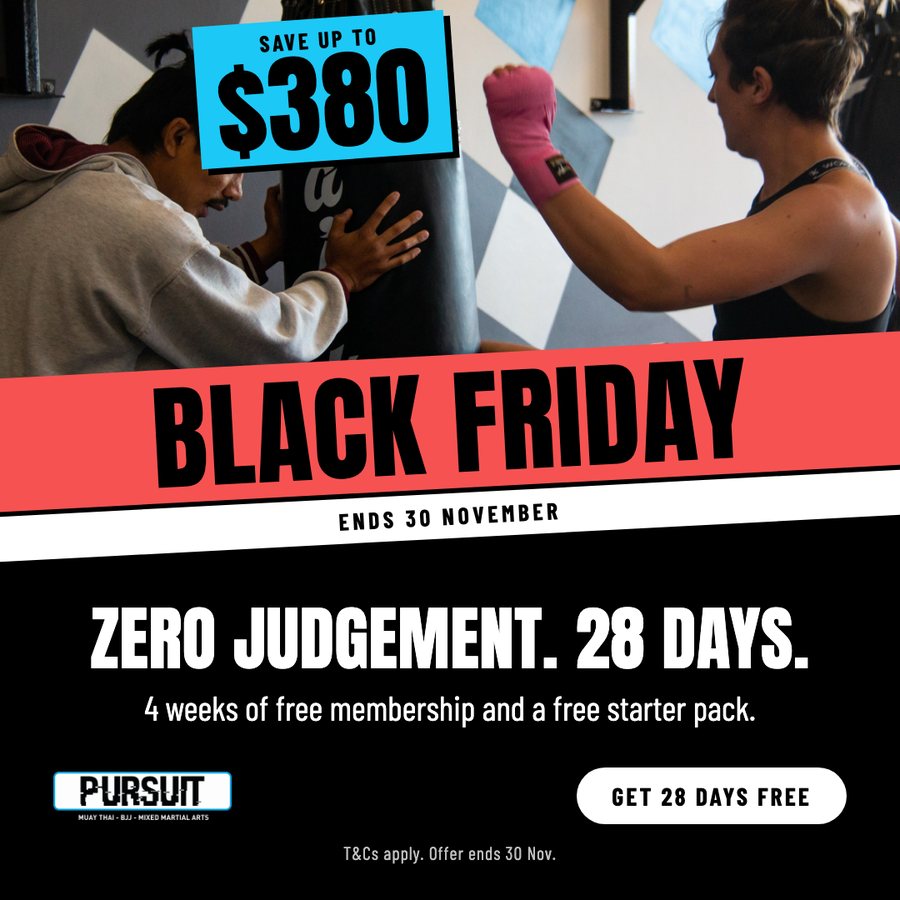 SAVE UP TO
$380
BLACK FRIDAY
ENDS 30 NOVEMBER
ZERO JUDGEMENT. 28 DAYS.
4 weeks of free membership and a free starter pack.
PURSUIT
MUAY THAI - BJJ - MIXED MARTIAL ARTS
GET 28 DAYS FREE
T&Cs apply. Offer ends 30 Nov.